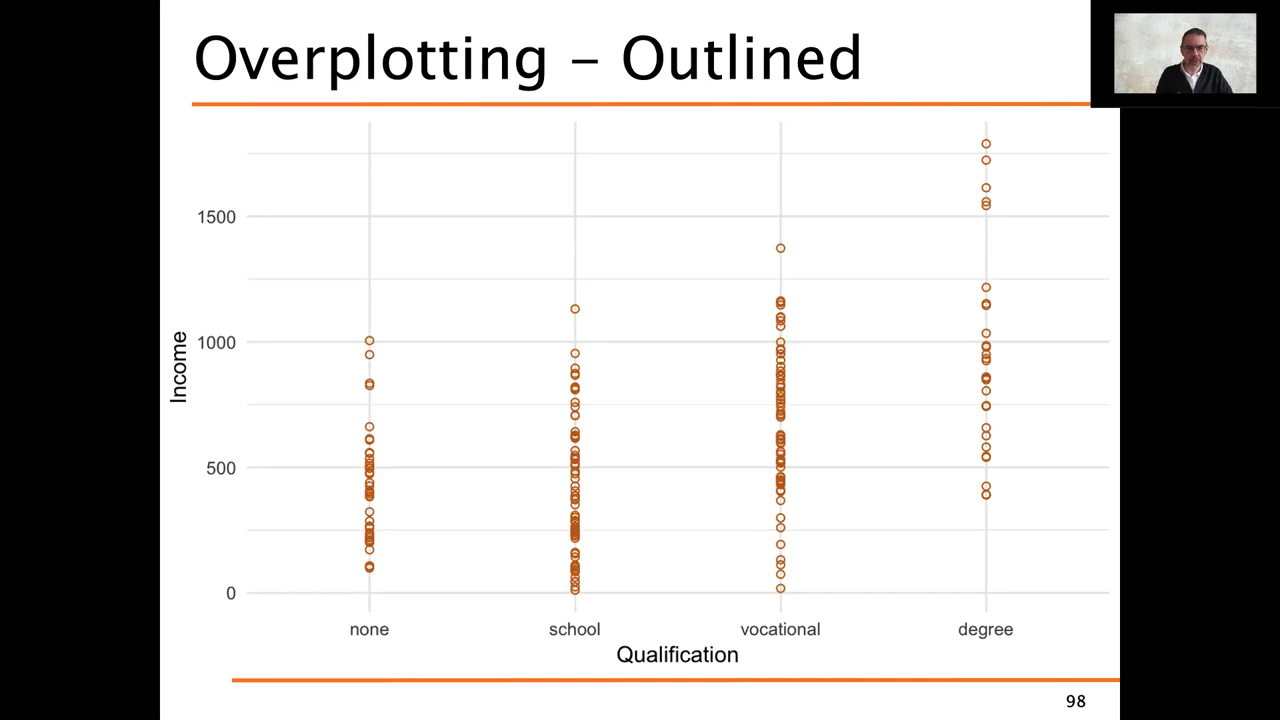 Overplotting – Outlined
1500
1000
500
0
Income
none school vocational degree
Qualification
98